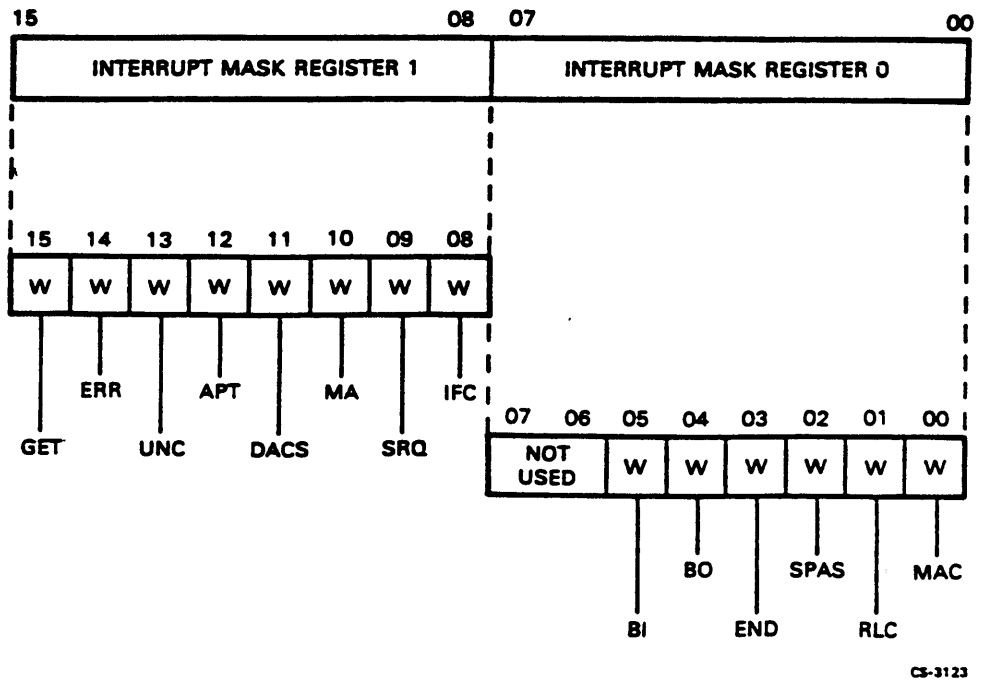 15 08 07 00
INTERRUPT MASK REGISTER 1 INTERRUPT MASK REGISTER 0
15 14 13 12 11 10 09 08
W W W W W W W W
ERR APT MA IFC
GET UNC DACS SRQ
07 06 05 04 03 02 01 00
NOT
USED
W W W W W W
BO SPAS MAC
BI END RLC
CS-3123